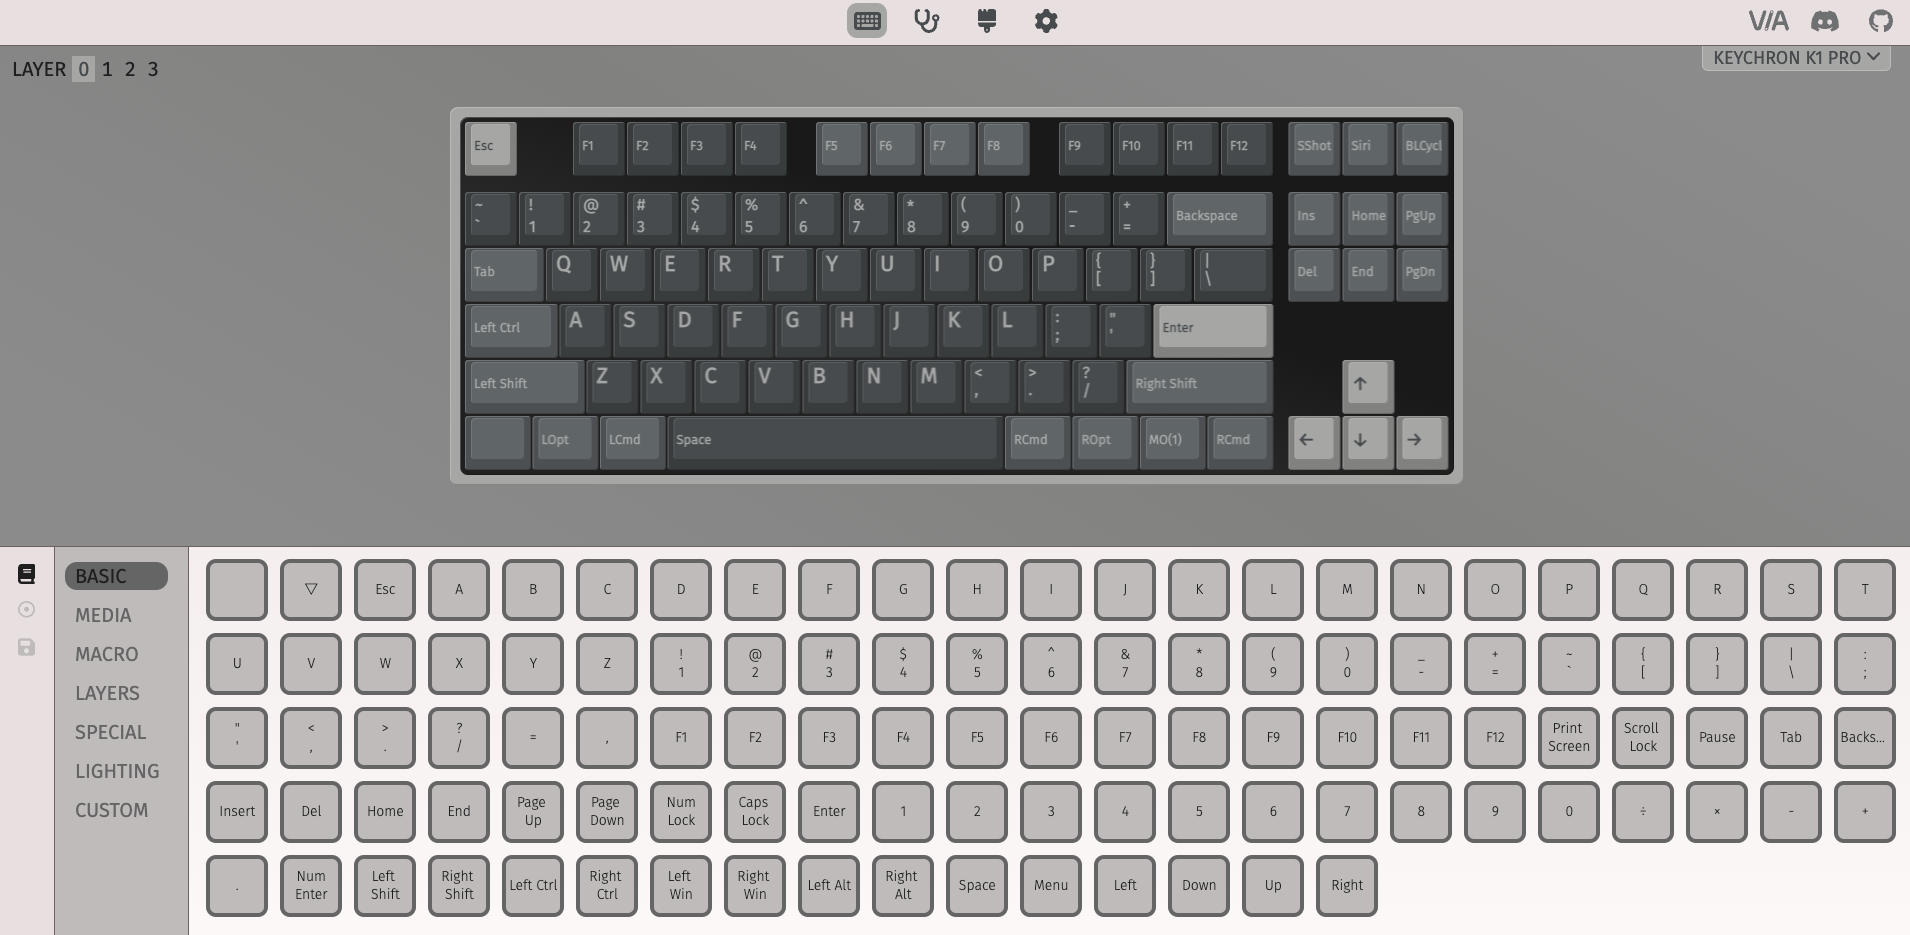 VIA
LAYER 0 1 2 3
KEYCHRON K1 PRO
Esc F1 F2 F3 F4 F5 F6 F7 F8 F9 F10 F11 F12 SShot Siri BLCycl
~ ! @ # $ % ^ & * ( ) _ +
` 1 2 3 4 5 6 7 8 9 0 - = Backspace Ins Home PgUp
Tab Q W E R T Y U I O P { } | Del End PgDn
[ ] \
Left Ctrl A S D F G H J K L : " Enter
; '
Left Shift Z X C V B N M < > ? Right Shift ↑
, . /
LOpt LCmd Space RCmd ROpt MO(1) RCmd ← ↓ →
BASIC
MEDIA
MACRO
LAYERS
SPECIAL
LIGHTING
CUSTOM
▽ Esc A B C D E F G H I J K L M N O P Q R S T
U V W X Y Z ! @ # $ % ^ & * ( ) _ + ~ { } | :
1 2 3 4 5 6 7 8 9 0 - = ` [ ] \ ;
" < > ? = , F1 F2 F3 F4 F5 F6 F7 F8 F9 F10 F11 F12 Print Scroll Pause Tab Backs...
' , . / Screen Lock
Insert Del Home End Page Page Num Caps Enter 1 2 3 4 5 6 7 8 9 0 ÷ × - +
Up Down Lock Lock
. Num Left Right Left Ctrl Right Left Right Left Alt Right Space Menu Left Down Up Right
Enter Shift Shift Ctrl Win Win Alt